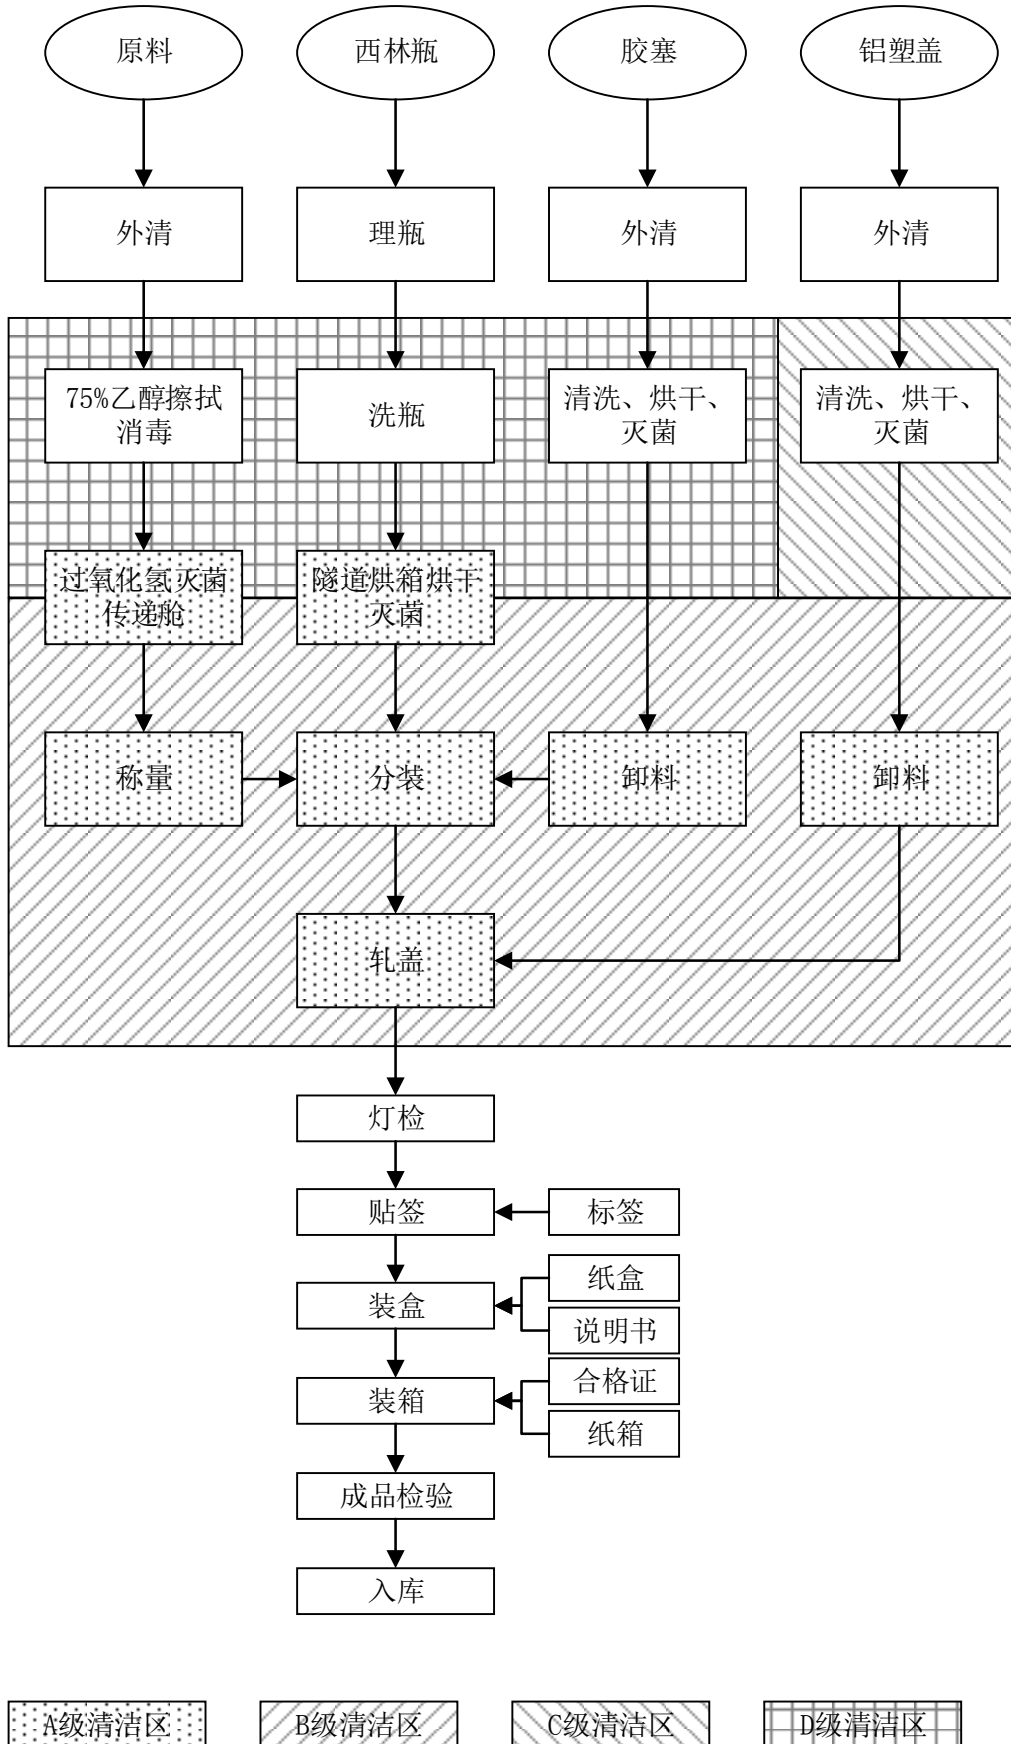 原料
西林瓶
胶塞
铝塑盖
外清
理瓶
外清
外清
75%乙醇擦拭
消毒
洗瓶
清洗、烘干、
灭菌
清洗、烘干、
灭菌
过氧化氢灭菌
传递舱
隧道烘箱烘干
灭菌
称量
分装
卸料
卸料
轧盖
灯检
贴签
标签
装盒
纸盒
说明书
装箱
合格证
纸箱
成品检验
入库
A级清洁区
B级清洁区
C级清洁区
D级清洁区